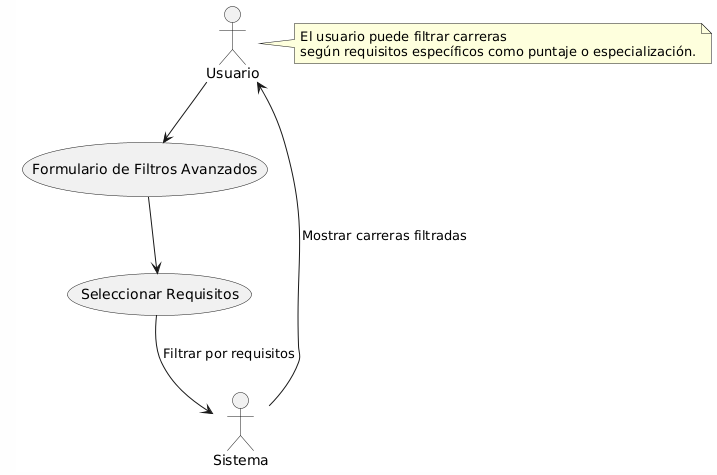 El usuario puede filtrar carreras
según requisitos específicos como puntaje o especialización.
Usuario
Formulario de Filtros Avanzados
Mostrar carreras filtradas
Seleccionar Requisitos
Filtrar por requisitos
Sistema